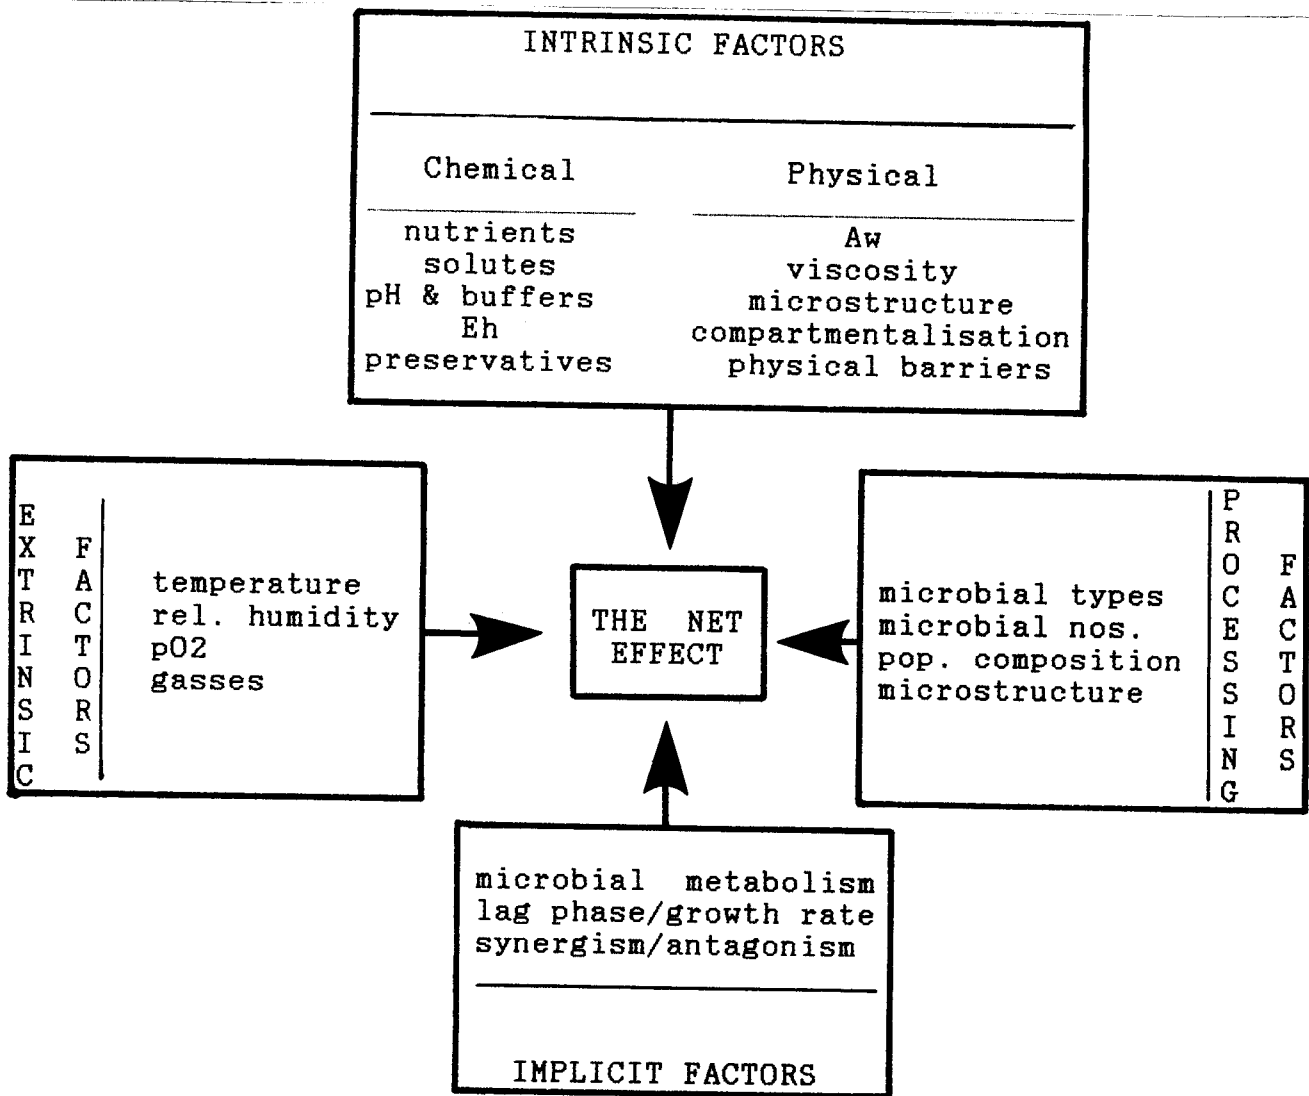 INTRINSIC FACTORS
Chemical
nutrients
solutes
pH & buffers
Eh
preservatives
Physical
Aw
viscosity
microstructure
compartmentalisation
physical barriers
EXTRINSIC
FACTORS
temperature
rel. humidity
pO2
gasses
THE NET
EFFECT
microbial types
microbial nos.
pop. composition
microstructure
PROCESSING
FACTORS
microbial metabolism
lag phase/growth rate
synergism/antagonism
IMPLICIT FACTORS